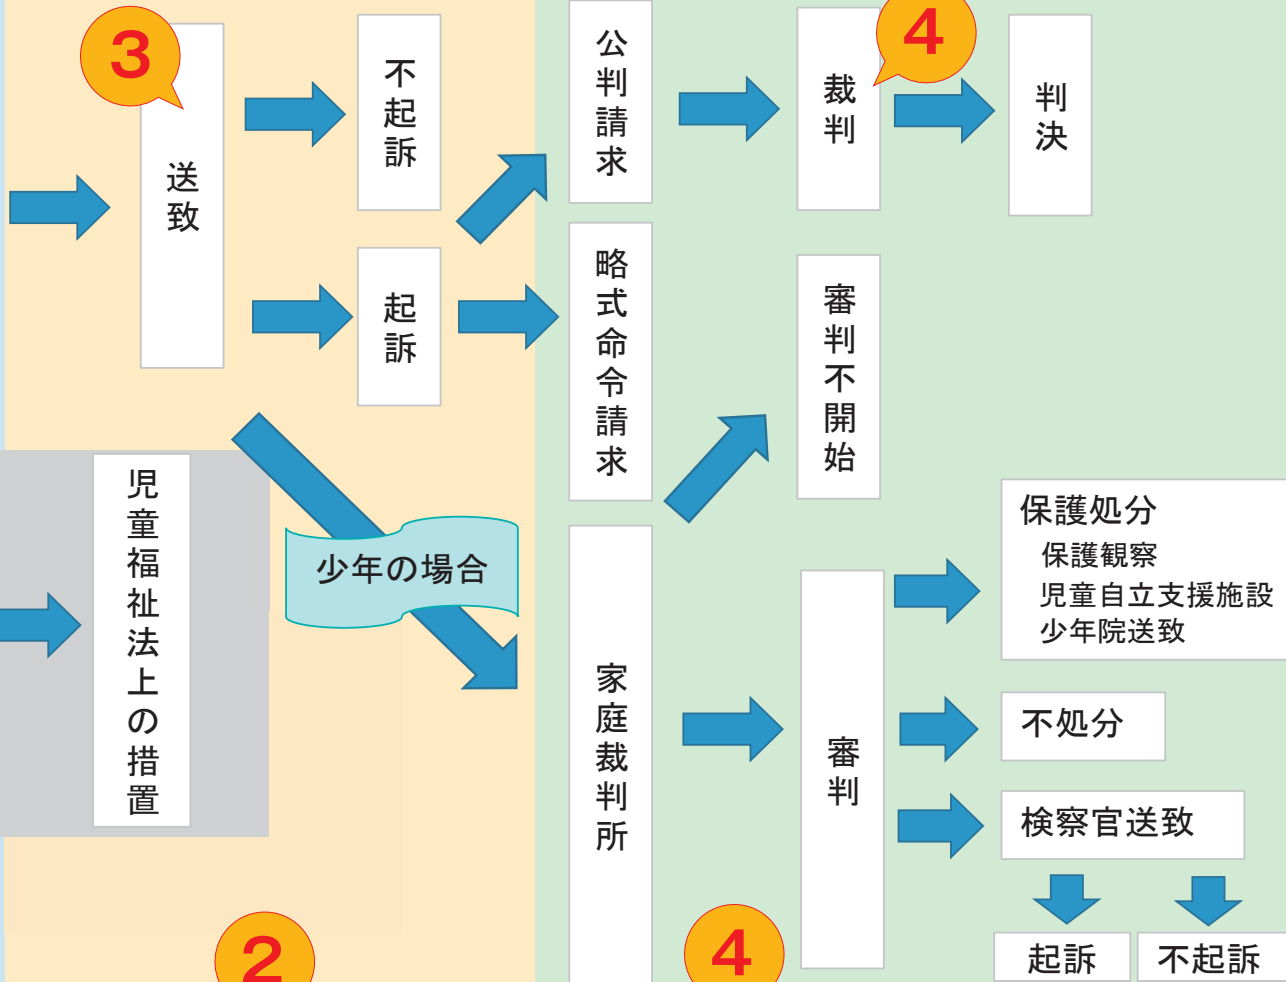 3
送致
不起訴
起訴
公判請求
略式命令請求
裁判
4
判決
審判不開始
児童福祉法上の措置
少年の場合
家庭裁判所
審判
保護処分
保護観察
児童自立支援施設
少年院送致
不処分
検察官送致
起訴
不起訴
2
4